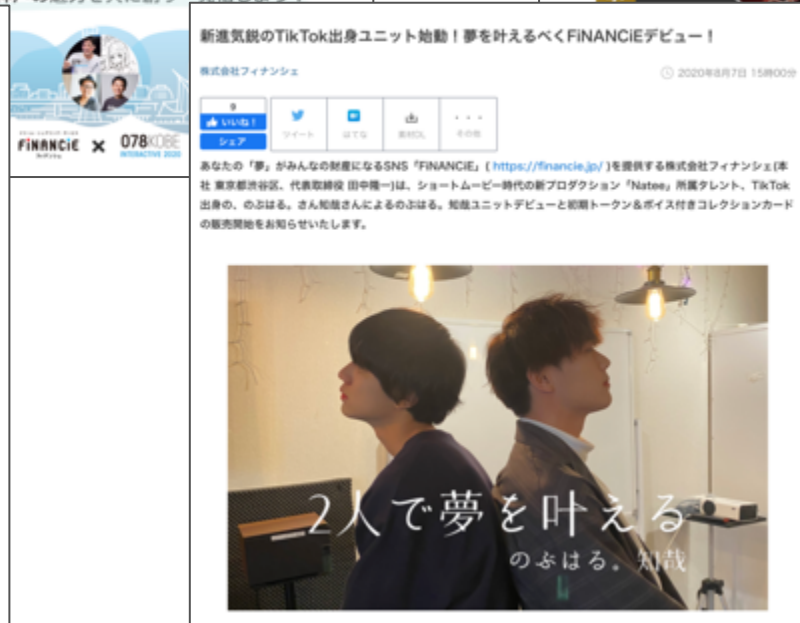 新進気鋭のTikTok出身ユニット始動！夢を叶えるべくFiNANCiEデビュー！
株式会社フィナンシェ
2020年8月7日 15時00分
9
いいね！
シェア
ツイート
はてな
素材DL
その他
あなたの「夢」がみんなの財産になるSNS「FiNANCiE」( https://financie.jp/ )を提供する株式会社フィナンシェ(本
社 東京都渋谷区、代表取締役 田中隆一)は、ショートムービー時代の新プロダクション「Natee」所属タレント、TikTok
出身の、のぶはる。さん知哉さんによるのぶはる。知哉ユニットデビューと初期トークン＆ボイス付きコレクションカード
の販売開始をお知らせいたします。
FiNANCiE × 078KOBE
INTERACTIVE 2020
2人で夢を叶える
のぶはる。知哉